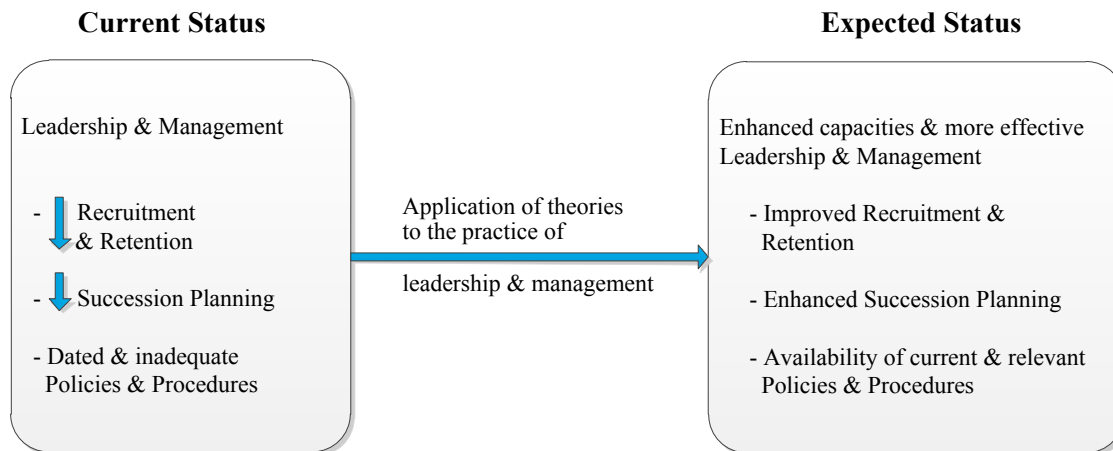 Current Status
Leadership & Management
- Recruitment
& Retention
- Succession Planning
- Dated & inadequate
Policies & Procedures
Application of theories
to the practice of
leadership & management
Expected Status
Enhanced capacities & more effective
Leadership & Management
- Improved Recruitment &
Retention
- Enhanced Succession Planning
- Availability of current & relevant
Policies & Procedures